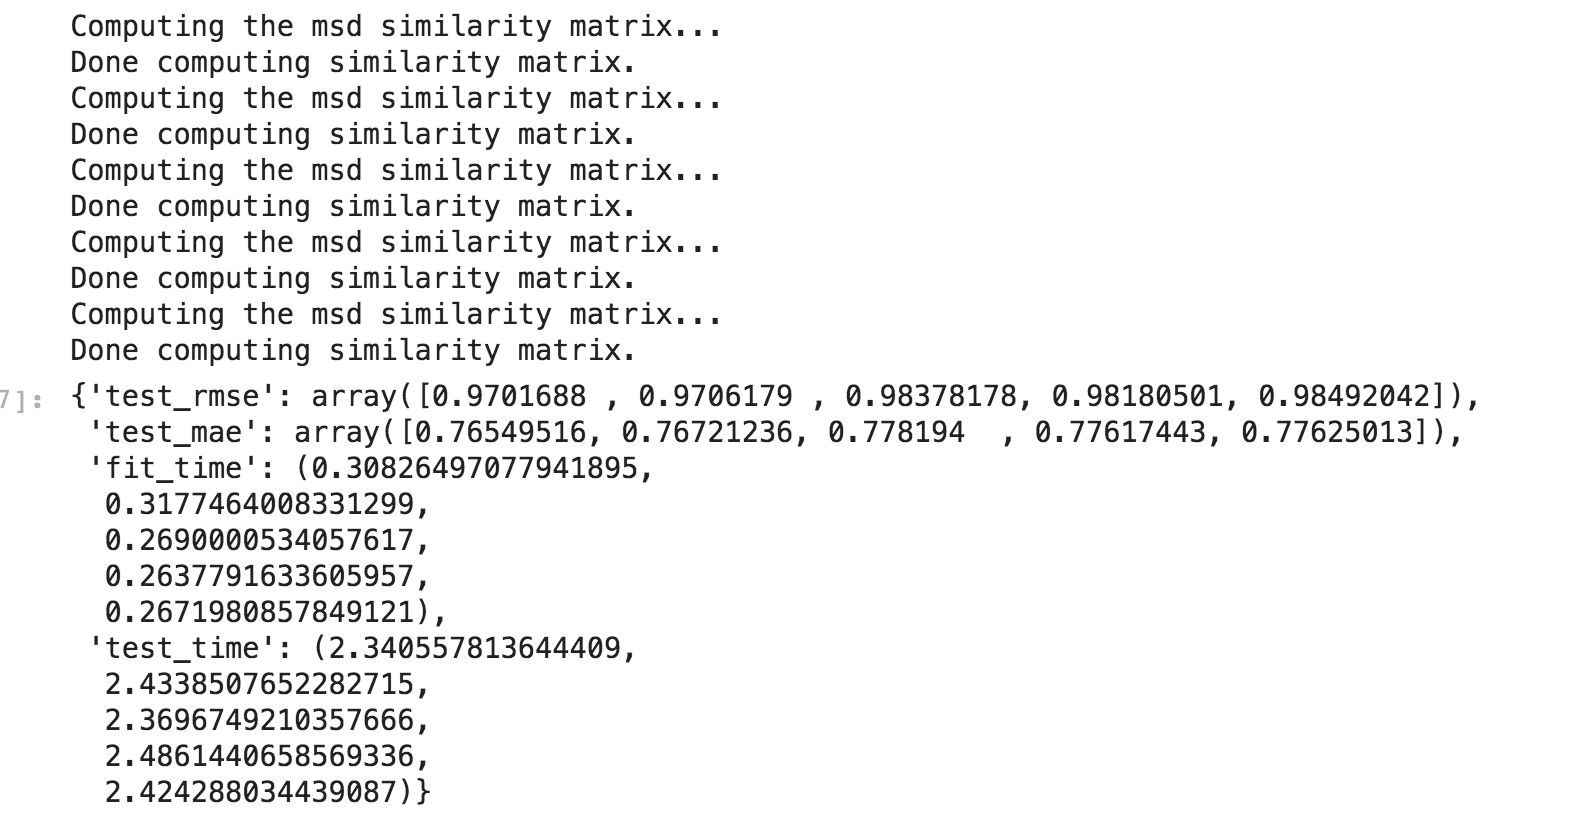 Computing the msd similarity matrix...
Done computing similarity matrix.
Computing the msd similarity matrix...
Done computing similarity matrix.
Computing the msd similarity matrix...
Done computing similarity matrix.
Computing the msd similarity matrix...
Done computing similarity matrix.
Computing the msd similarity matrix...
Done computing similarity matrix.
7]: {'test_rmse': array([0.9701688 , 0.9706179 , 0.98378178, 0.98180501, 0.98492042]),
 'test_mae': array([0.76549516, 0.76721236, 0.778194  , 0.77617443, 0.77625013]),
 'fit_time': (0.30826497077941895,
  0.3177464008331299,
  0.2690000534057617,
  0.2637791633605957,
  0.2671980857849121),
 'test_time': (2.340557813644409,
  2.4338507652282715,
  2.3696749210357666,
  2.4861440658569336,
  2.424288034439087)}